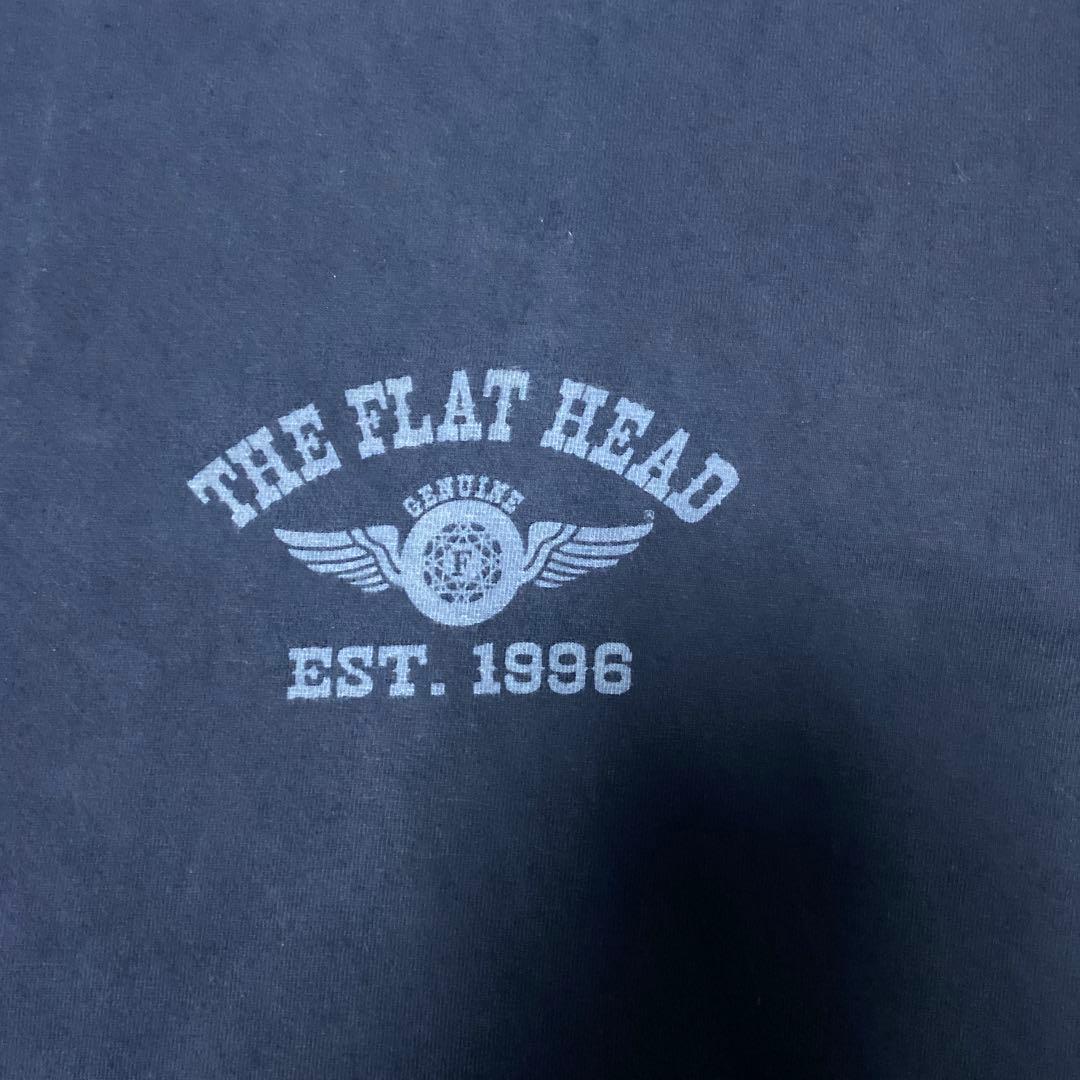 THE FLAT HEAD
GENUINE
F
®
EST. 1996